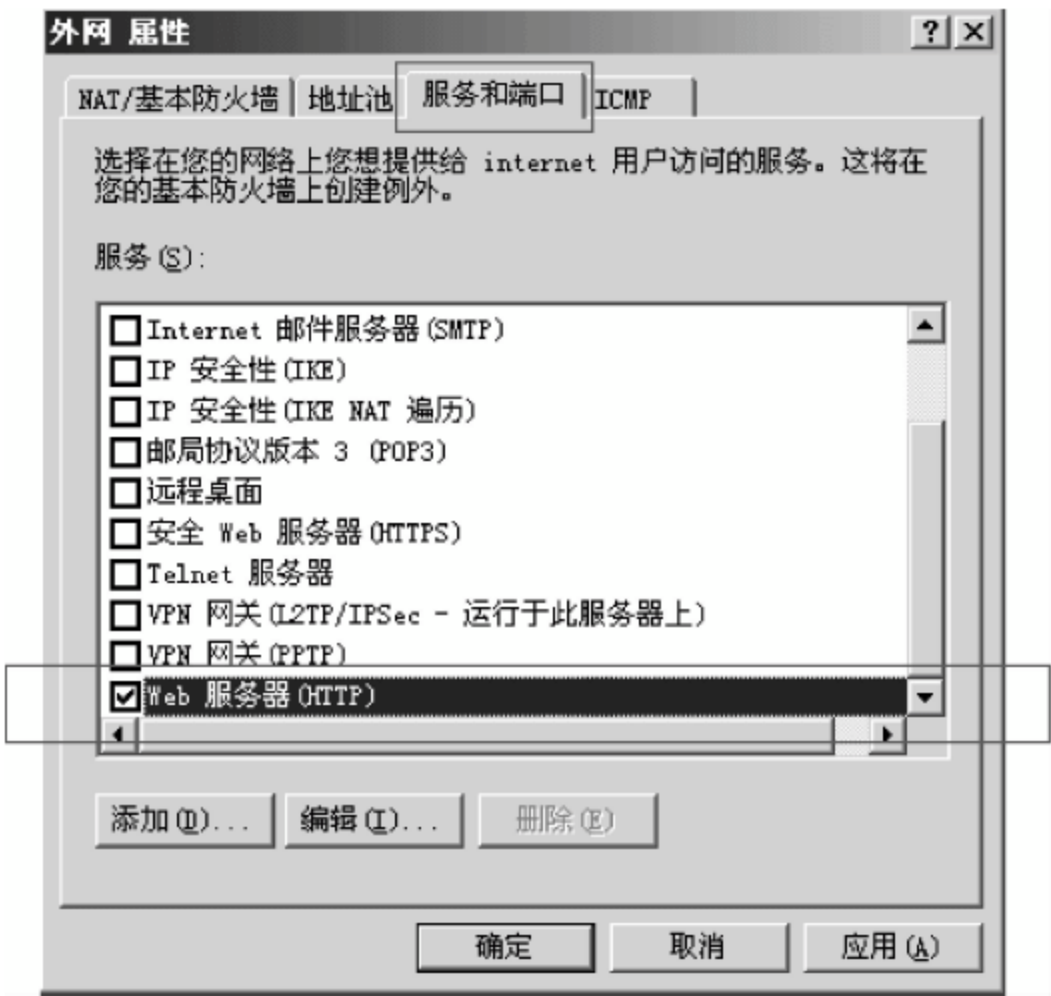 外网 属性
NAT/基本防火墙 地址池 服务和端口 ICMP
选择在您的网络上您想提供给 internet 用户访问的服务。这将在
您的基本防火墙上创建例外。
服务(S):
Internet 邮件服务器(SMTP)
IP 安全性(IKE)
IP 安全性(IKE NAT 遍历)
邮局协议版本 3 (POP3)
远程桌面
安全 Web 服务器(HTTPS)
Telnet 服务器
VPN 网关(L2TP/IPSec - 运行于此服务器上)
VPN 网关(PPTP)
Web 服务器(HTTP)
添加(D)... 编辑(I)... 删除(E)
确定 取消 应用(A)